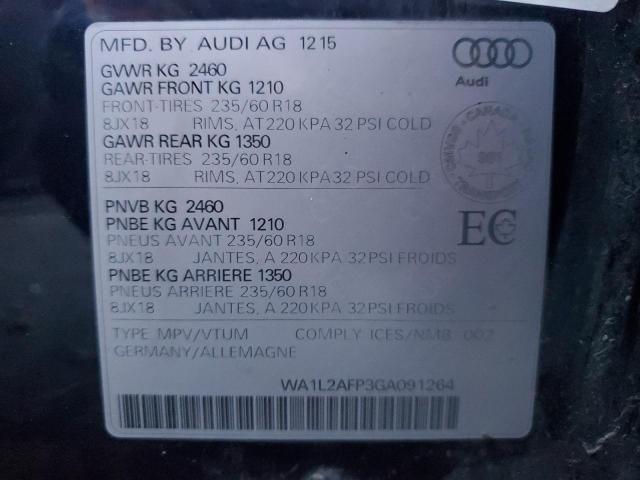 MFD. BY AUDI AG 1215
Audi
GVWR KG 2460
GAWR FRONT KG 1210
FRONT-TIRES 235/60 R18
8JX18 RIMS, AT 220 KPA 32 PSI COLD
GAWR REAR KG 1350
REAR-TIRES 235/60 R18
8JX18 RIMS, AT 220 KPA 32 PSI COLD
CANADA
PNVB KG 2460
PNBE KG AVANT 1210
PNEUS AVANT 235/60 R18
8JX18 JANTES, A 220 KPA 32 PSI FROIDS
PNBE KG ARRIERE 1350
PNEUS ARRIERE 235/60 R18
8JX18 JANTES, A 220 KPA 32 PSI FROIDS
EC
TYPE MPV/VTUM COMPLY ICES/NMB 002
GERMANY/ALLEMAGNE
WA1L2AFP3GA091264